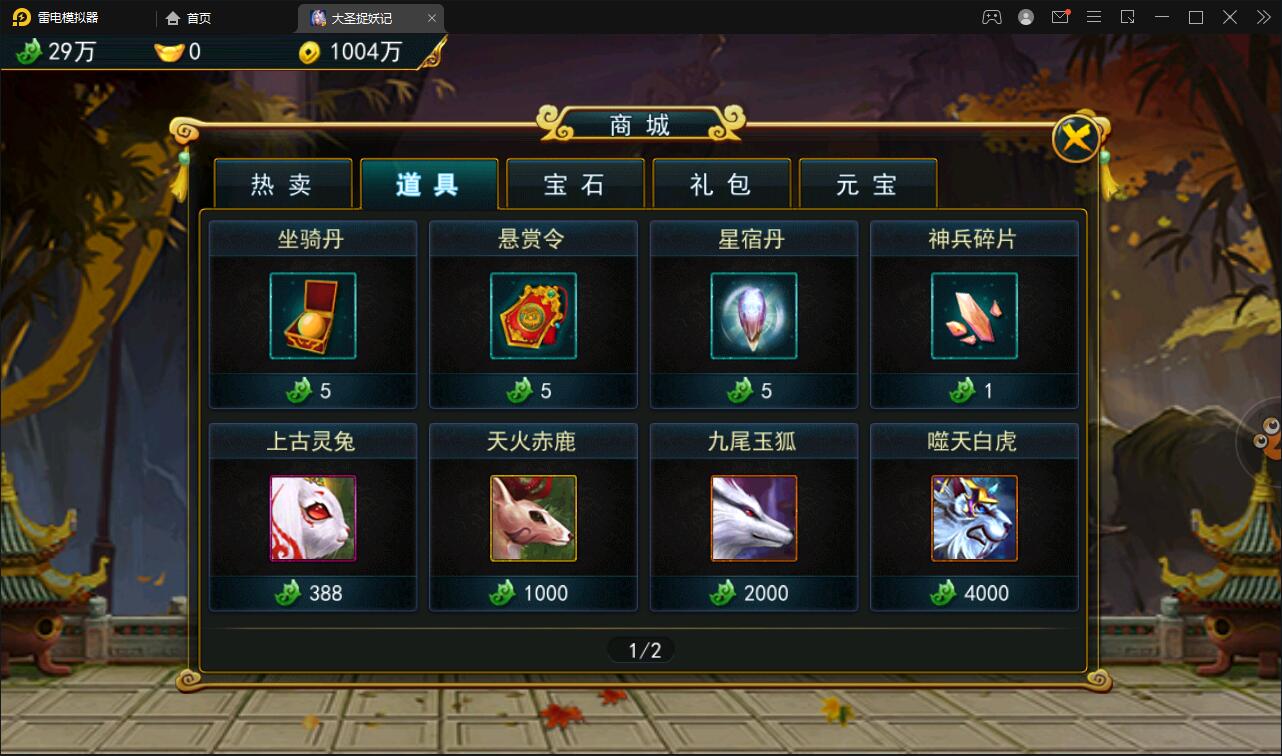 雷电模拟器
首页
大圣捉妖记
29万
0
1004万
商城
热卖
道具
宝石
礼包
元宝
坐骑丹
悬赏令
星宿丹
神兵碎片
5
5
5
1
上古灵兔
天火赤鹿
九尾玉狐
噬天白虎
388
1000
2000
4000
1/2